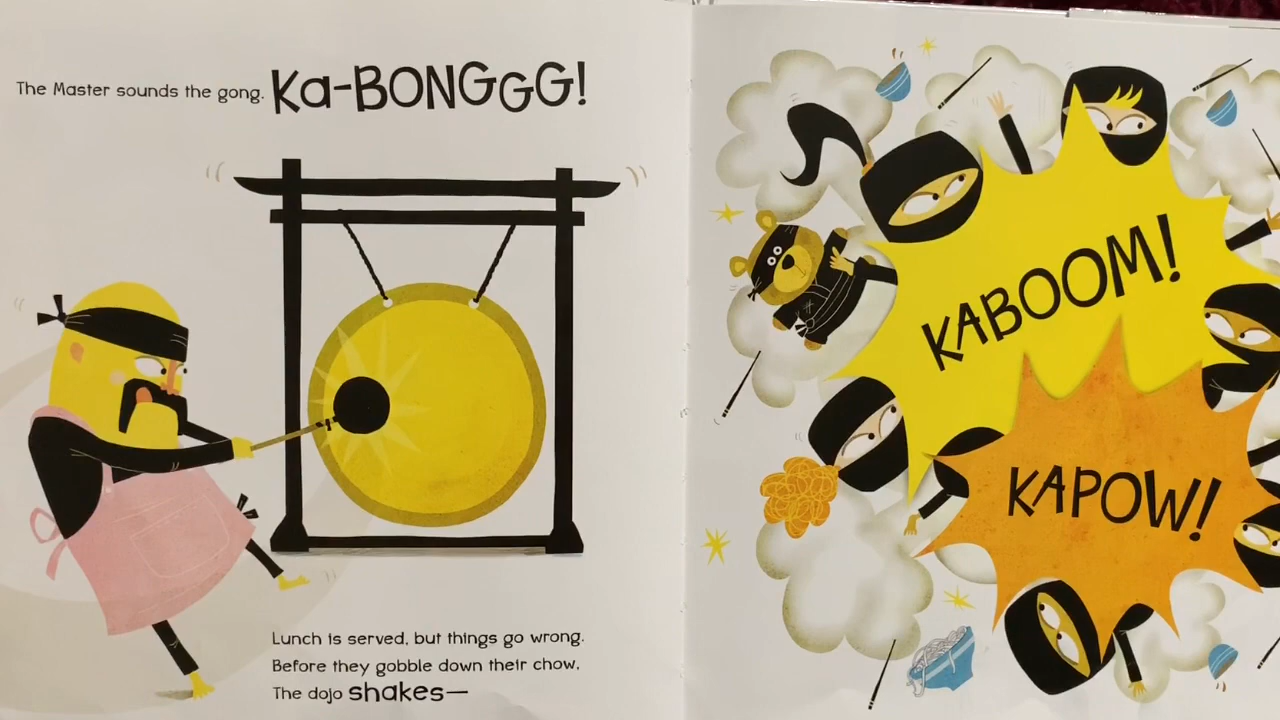 The Master sounds the gong. Ka-BONGGG!
Lunch is served, but things go wrong.
Before they gobble down their chow,
The dojo shakes—
KABOOM!
KAPOW!